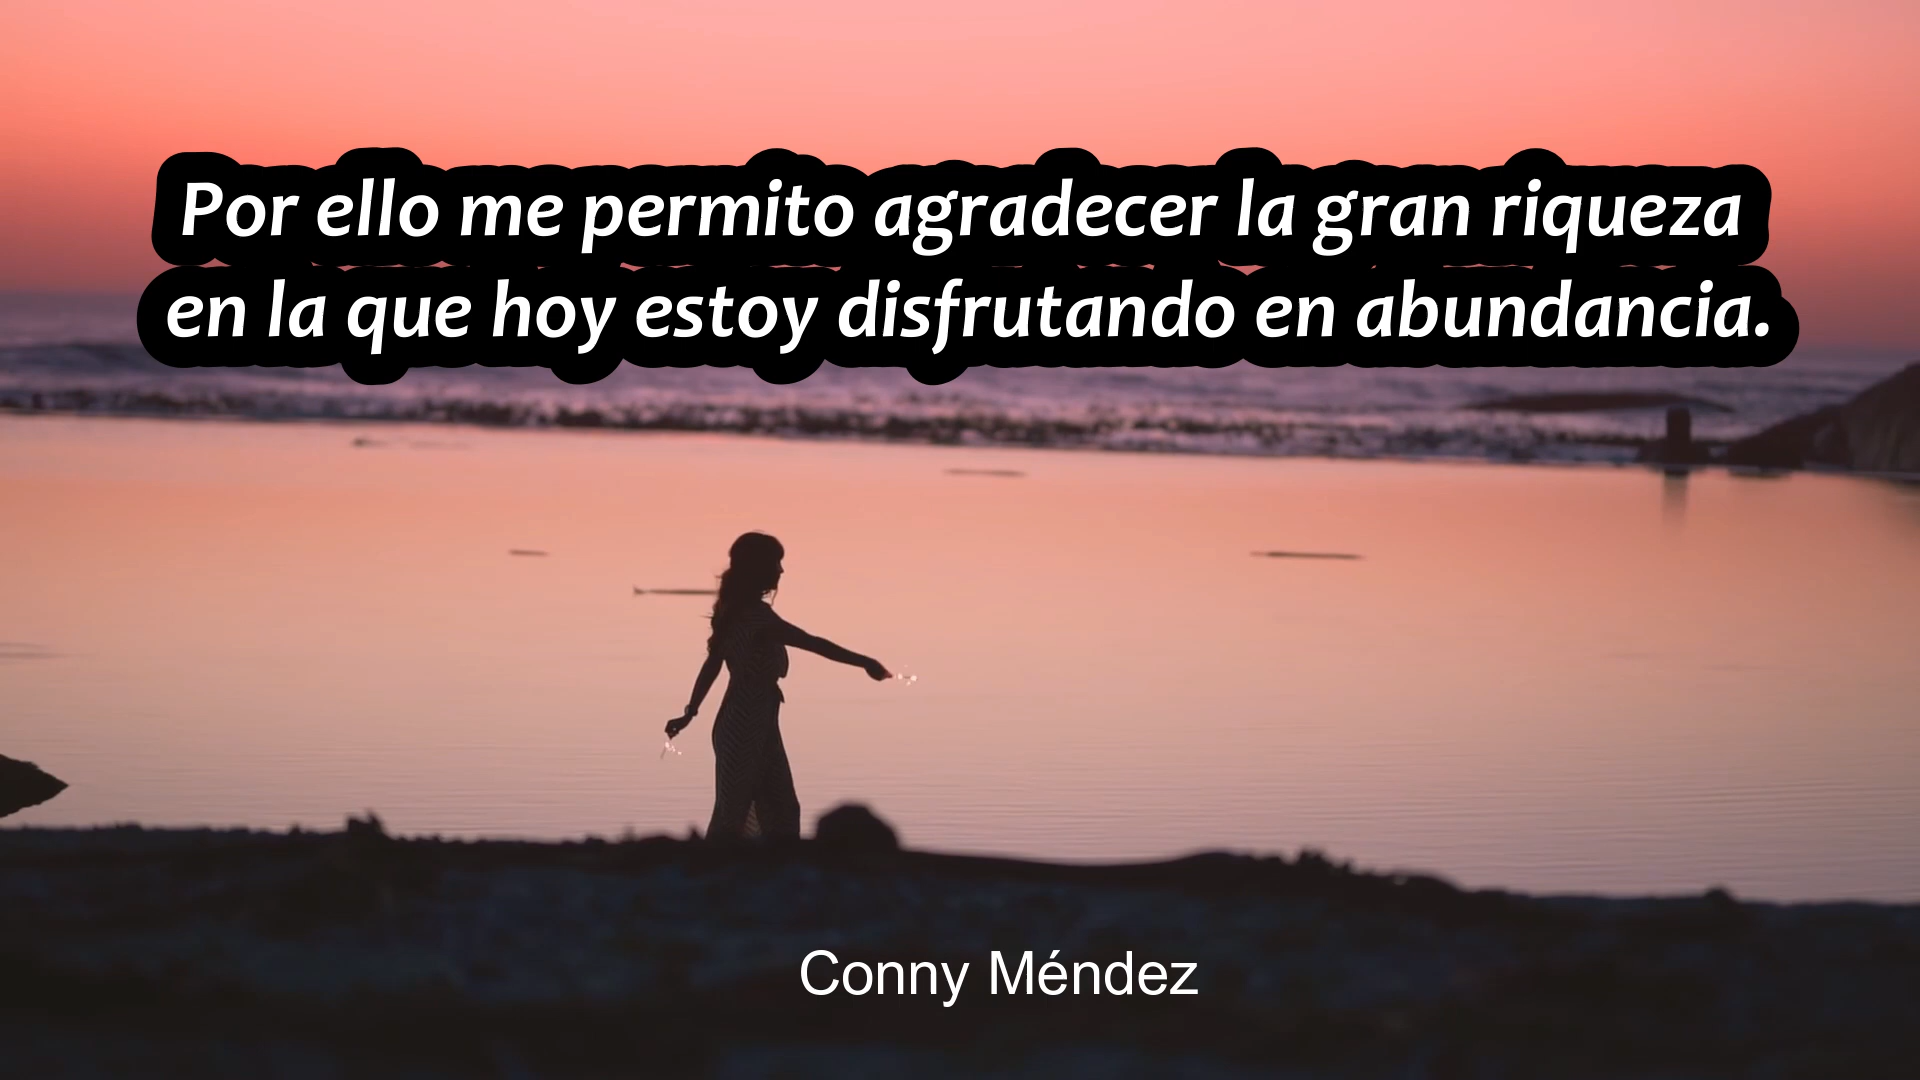 Por ello me permito agradecer la gran riqueza
en la que hoy estoy disfrutando en abundancia.
Conny Méndez